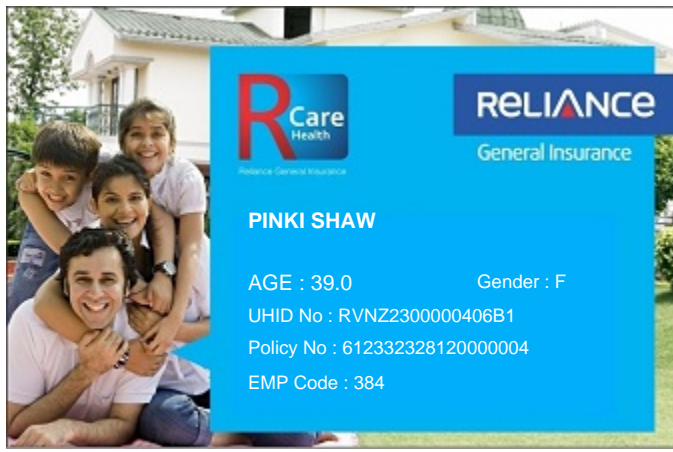 R Care
Health
Reliance General Insurance
RELIANCE
General Insurance
PINKI SHAW
AGE : 39.0 Gender : F
UHID No : RVNZ2300000406B1
Policy No : 612332328120000004
EMP Code : 384